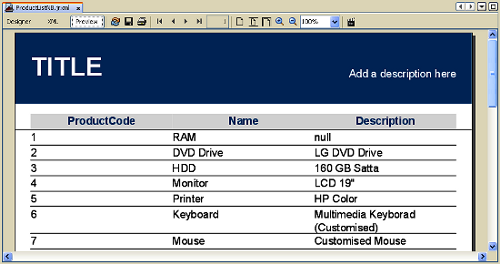 ProductListNB.jrxml
Designer XML Preview 100%
TITLE
Add a description here
ProductCode Name Description
1 RAM null
2 DVD Drive LG DVD Drive
3 HDD 160 GB Satta
4 Monitor LCD 19"
5 Printer HP Color
6 Keyboard Multimedia Keyborad
(Customised)
7 Mouse Customised Mouse